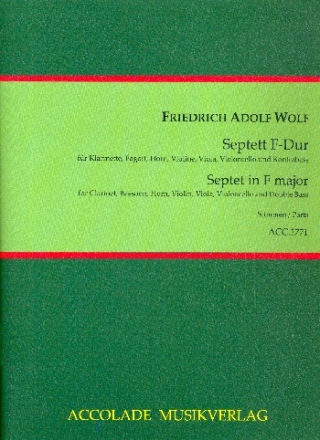 FRIEDRICH ADOLF WOLF
Septett F-Dur
für Klarinette, Fagott, Horn, Violine, Viola, Violoncello und Kontrabass
Septet in F major
for Clarinet, Bassoon, Horn, Violin, Viola, Violoncello and Double Bass
Stimmen / Parts
ACC.1771
ACCOLADE MUSIKVERLAG